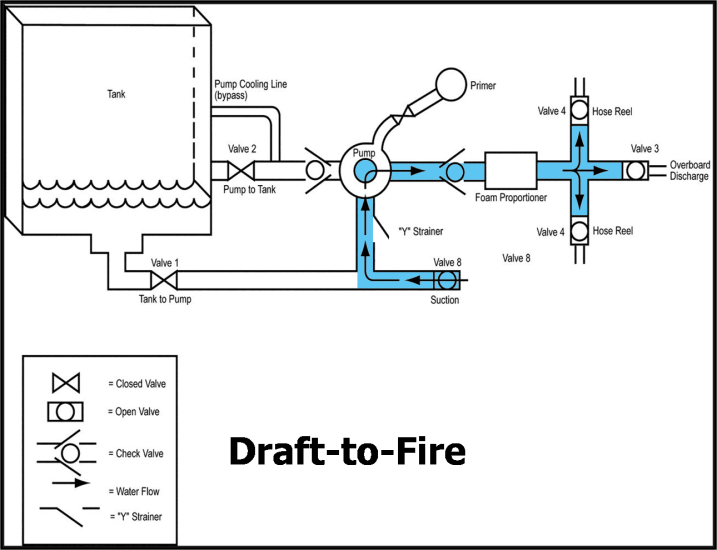 Tank
Pump Cooling Line
(bypass)
Primer
Valve 2
Pump to Tank
Pump
Valve 4
Hose Reel
Valve 3
Overboard
Discharge
Foam Proportioner
"Y" Strainer
Valve 4
Hose Reel
Valve 1
Tank to Pump
Valve 8
Suction
Valve 8
= Closed Valve
= Open Valve
= Check Valve
= Water Flow
= "Y" Strainer
Draft-to-Fire